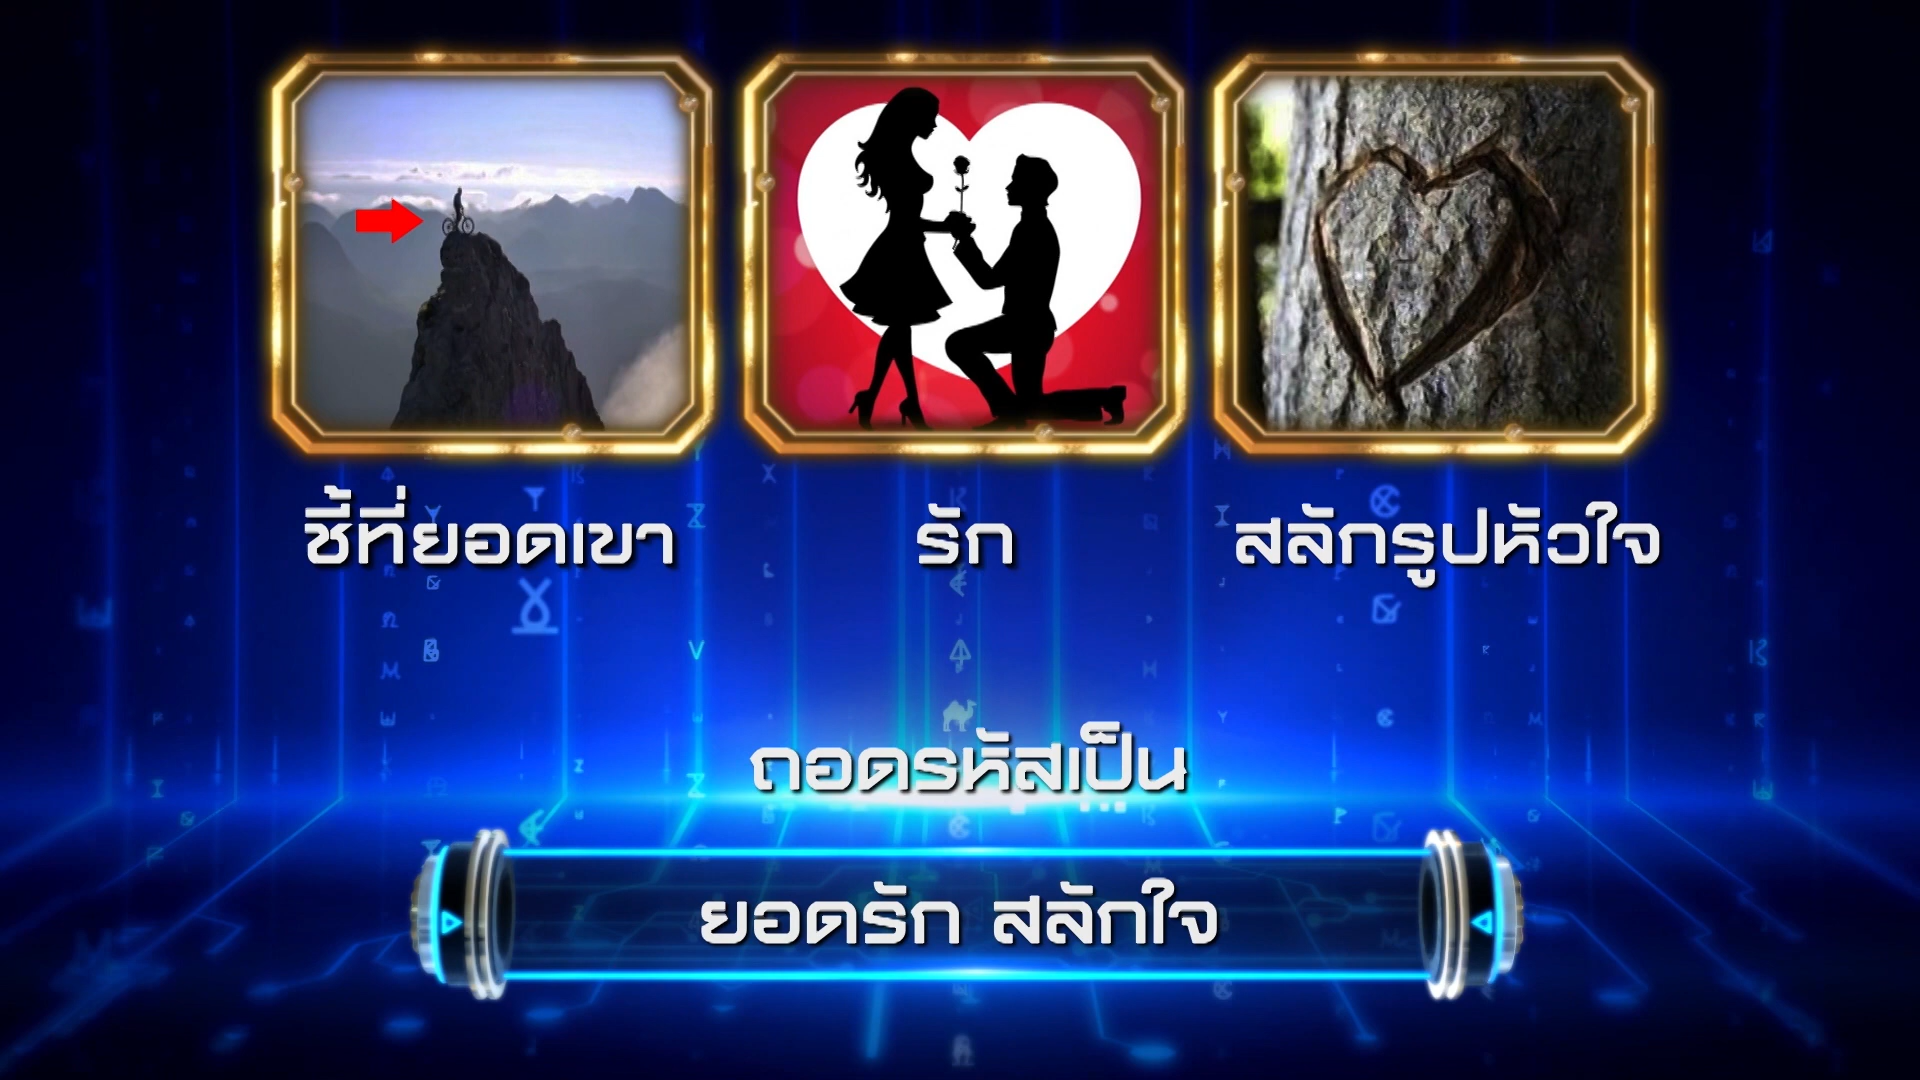 ชี้ที่ยอดเขา
รัก
สลักรูปหัวใจ
ถอดรหัสเป็น
ยอดรัก สลักใจ